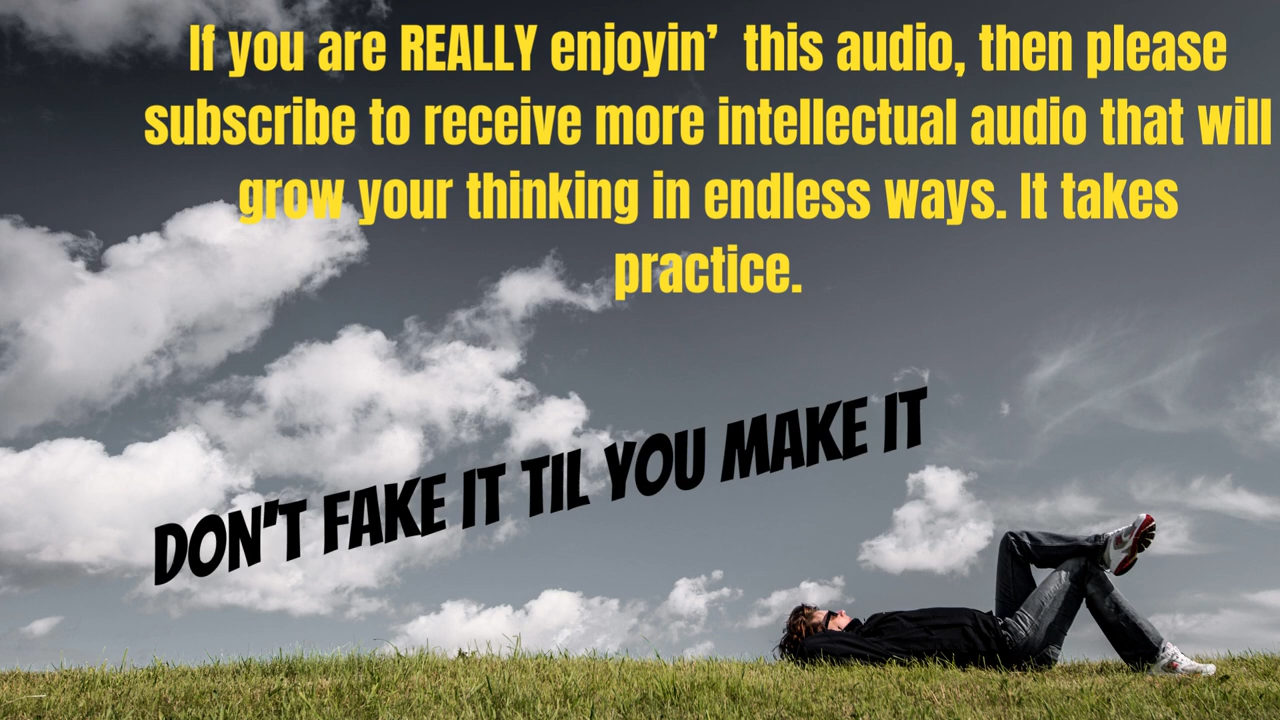 If you are REALLY enjoyin’ this audio, then please
subscribe to receive more intellectual audio that will
grow your thinking in endless ways. It takes
practice.
DON'T FAKE IT TIL YOU MAKE IT